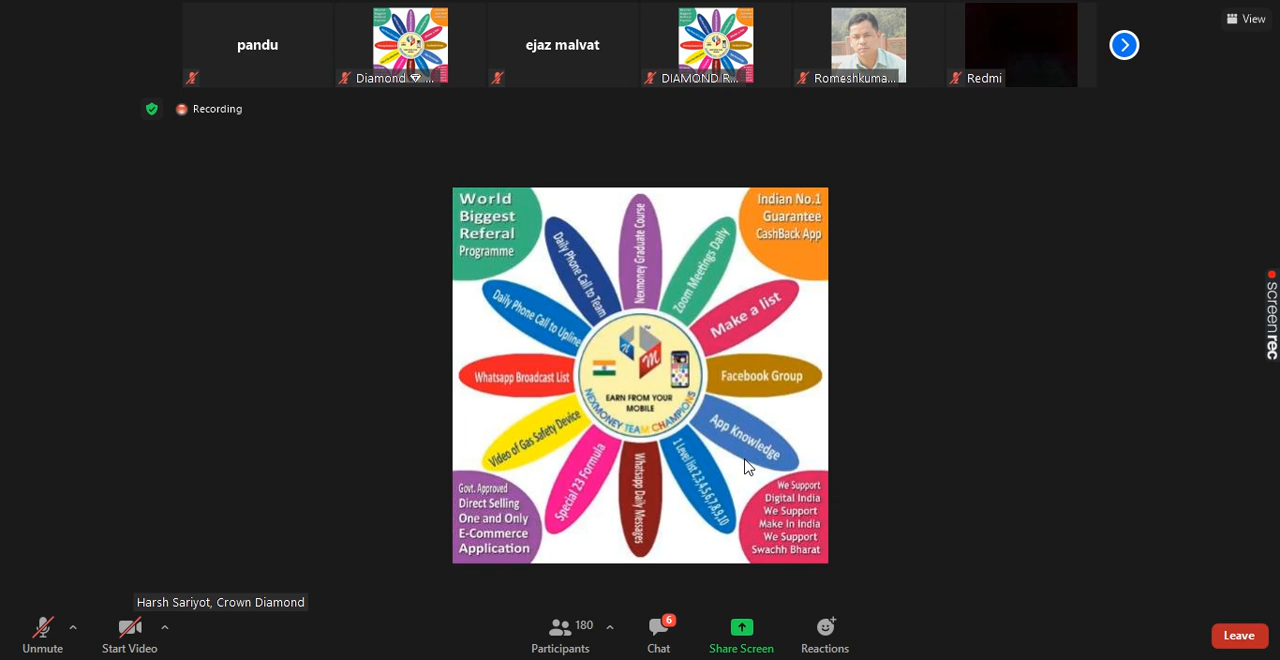 pandu
Diamond
...
ejaz malvat
DIAMOND R...
Romeshkuma...
Redmi
View
Recording
World
Biggest
Referal
Programme
Indian No.1
Guarantee
CashBack App
Daily Phone Call to Team
Nexmoney Graduate Course
Zoom Meetings Daily
Daily Phone Call to Upline
Make a list
Whatsapp Broadcast List
Facebook Group
n
m
EARN FROM YOUR
MOBILE
NEXMONEY TEAM CHAMPIONS
Video of Gas Safety Device
App Knowledge
Special 23 Formula
Whatsapp Daily Messages
1 Level list 2,3,4,5,6,7,8,9,10
Govt. Approved
Direct Selling
One and Only
E-Commerce
Application
We Support
Digital India
We Support
Make In India
We Support
Swachh Bharat
screenrec
Harsh Sariyot, Crown Diamond
Unmute
Start Video
180
Participants
6
Chat
Share Screen
Reactions
Leave